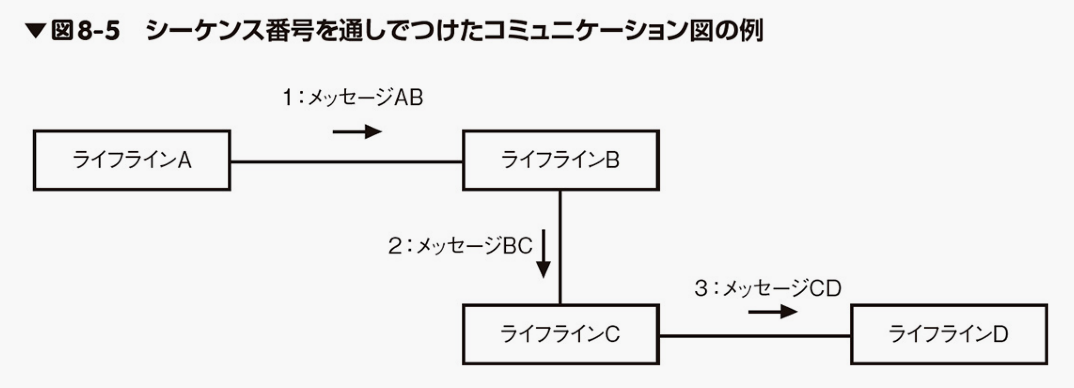 ▼図8-5　シーケンス番号を通しでつけたコミュニケーション図の例
1：メッセージAB
ライフラインA
ライフラインB
2：メッセージBC
3：メッセージCD
ライフラインC
ライフラインD